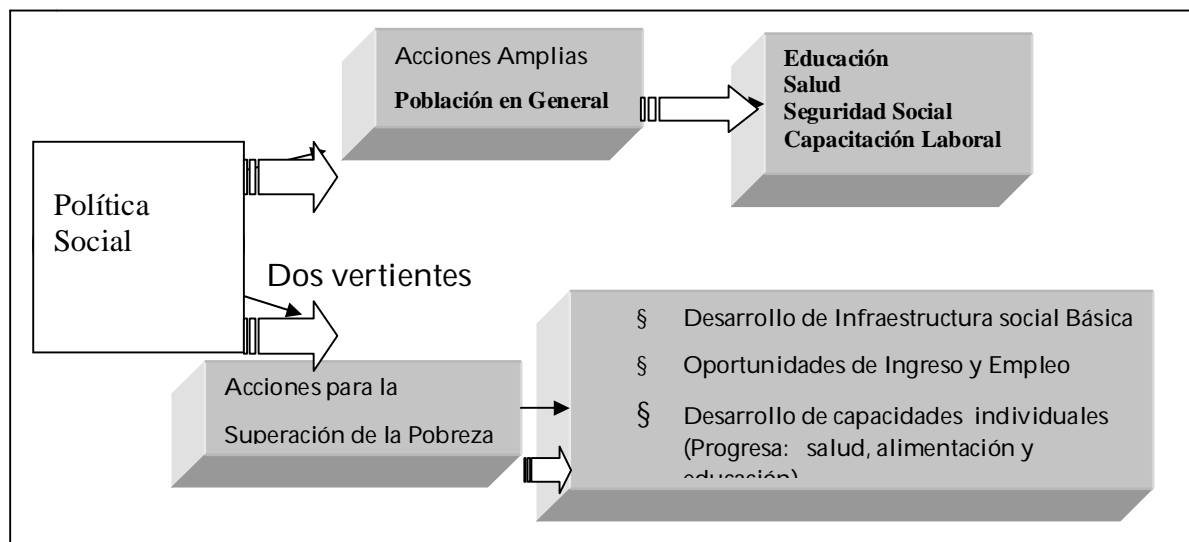 Acciones Amplias
Población en General
Educación
Salud
Seguridad Social
Capacitación Laboral
Política
Social
Dos vertientes
Acciones para la
Superación de la Pobreza
§ Desarrollo de Infraestructura social Básica
§ Oportunidades de Ingreso y Empleo
§ Desarrollo de capacidades individuales
(Progresa: salud, alimentación y
educación)